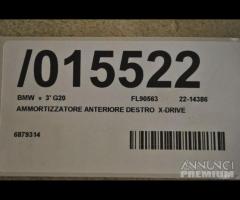 /015522
BMW * 3' G20 FL90563 22-14386
AMMORTIZZATORE ANTERIORE DESTRO X-DRIVE
6879314
ANNUNCI
PREMIUM